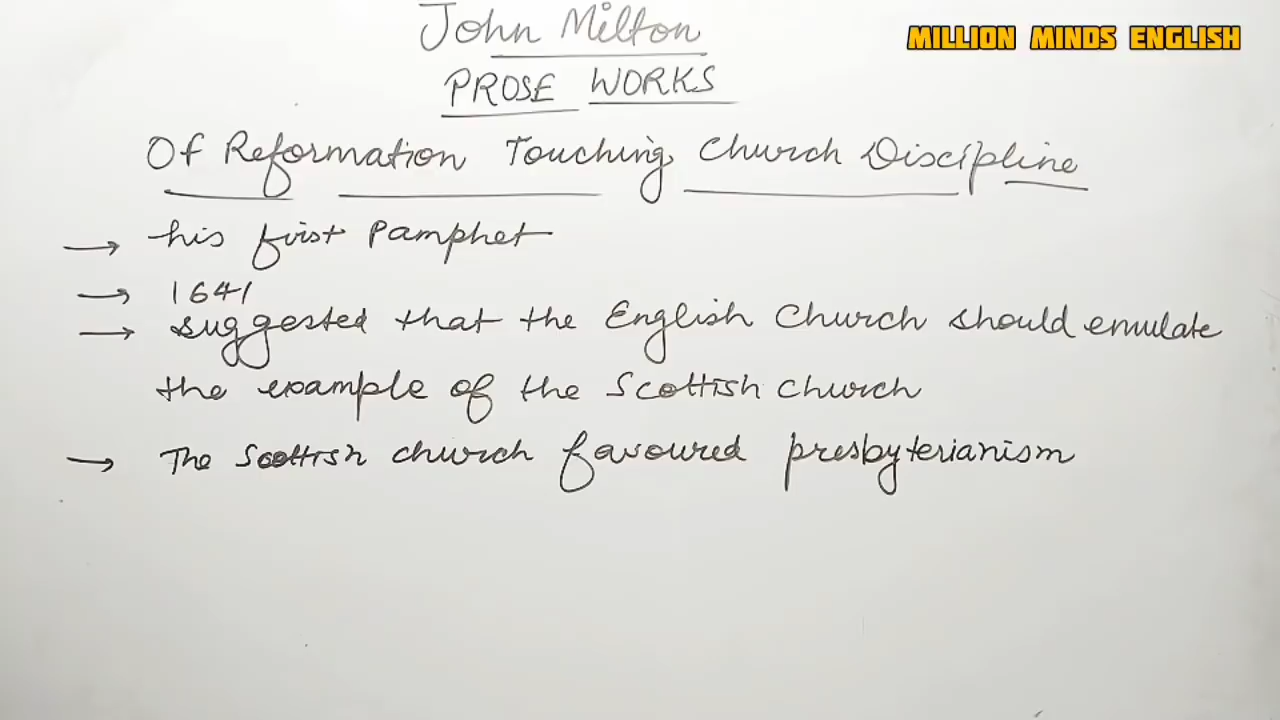 John Milton
MILLION MINDS ENGLISH
PROSE WORKS
Of Reformation Touching Church Discipline
→ his first Pamphet
→ 1641
→ suggested that the English Church should emulate
the example of the Scottish church
→ The Scottish church favoured presbyterianism